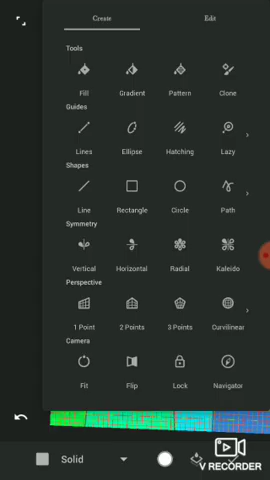 Create Edit
Tools
Fill Gradient Pattern Clone
Guides
Lines Ellipse Hatching Lazy
Shapes
Line Rectangle Circle Path
Symmetry
Vertical Horizontal Radial Kaleido
Perspective
1 Point 2 Points 3 Points Curvilinear
Camera
Fit Flip Lock Navigator
Solid
V RECORDER